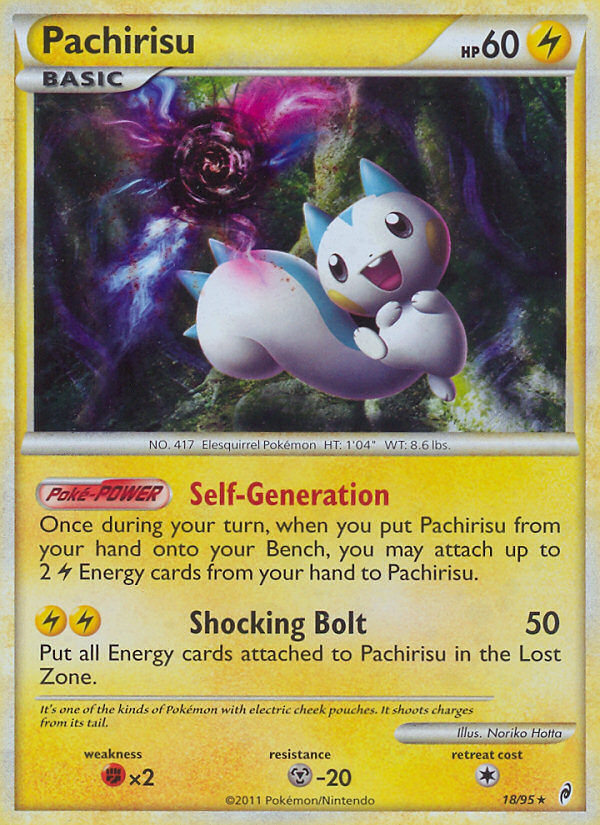 Pachirisu
HP60
BASIC
NO. 417 Elesquirrel Pokémon HT: 1'04" WT: 8.6 lbs.
Poké-POWER Self-Generation
Once during your turn, when you put Pachirisu from
your hand onto your Bench, you may attach up to
2 Energy cards from your hand to Pachirisu.
Shocking Bolt 50
Put all Energy cards attached to Pachirisu in the Lost
Zone.
It's one of the kinds of Pokémon with electric cheek pouches. It shoots charges
from its tail.
Illus. Noriko Hotta
weakness resistance retreat cost
×2 -20
©2011 Pokémon/Nintendo 18/95★